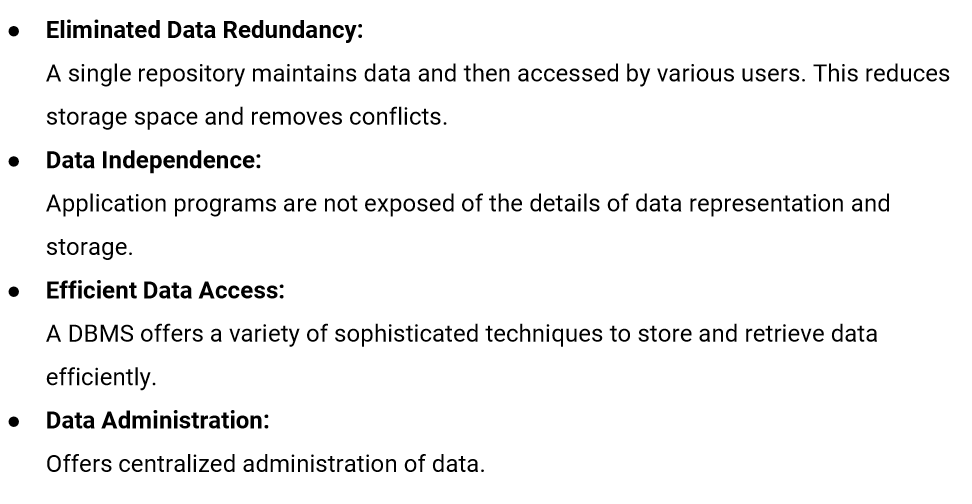 ● Eliminated Data Redundancy:
A single repository maintains data and then accessed by various users. This reduces
storage space and removes conflicts.
● Data Independence:
Application programs are not exposed of the details of data representation and
storage.
● Efficient Data Access:
A DBMS offers a variety of sophisticated techniques to store and retrieve data
efficiently.
● Data Administration:
Offers centralized administration of data.